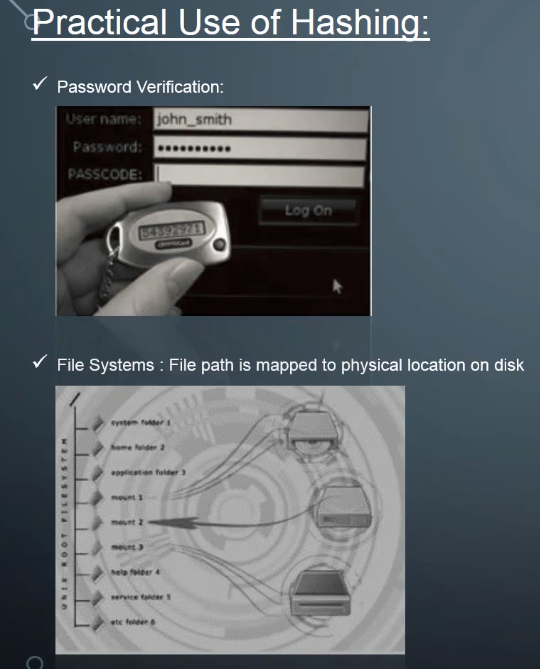 Practical Use of Hashing:
✓ Password Verification:
User name: john_smith
Password: ••••••••••
PASSCODE:
54392971
Log On
✓ File Systems : File path is mapped to physical location on disk
/
system folder 1
home folder 2
application folder 3
mount 1
mount 2
mount 3
help folder 4
service folder 5
etc folder 6
UNIX ROOT FILESYSTEM